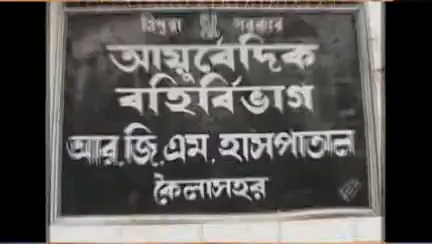 ত্রিপুরা সরকার
আয়ুর্বেদিক
বহির্বিভাগ
আর.জি.এম. হাসপাতাল
কৈলাসহর